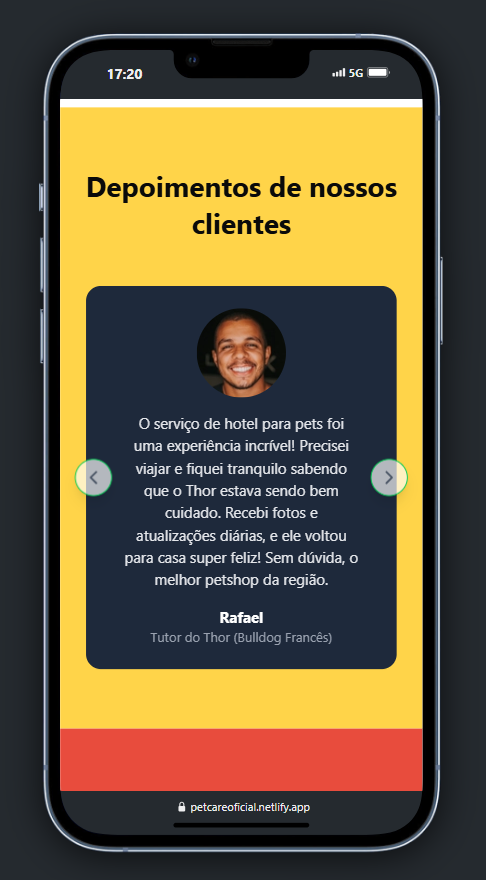 17:20
5G
Depoimentos de nossos
clientes
O serviço de hotel para pets foi
uma experiência incrível! Precisei
viajar e fiquei tranquilo sabendo
que o Thor estava sendo bem
cuidado. Recebi fotos e
atualizações diárias, e ele voltou
para casa super feliz! Sem dúvida, o
melhor petshop da região.
Rafael
Tutor do Thor (Bulldog Francês)
petcareoficial.netlify.app